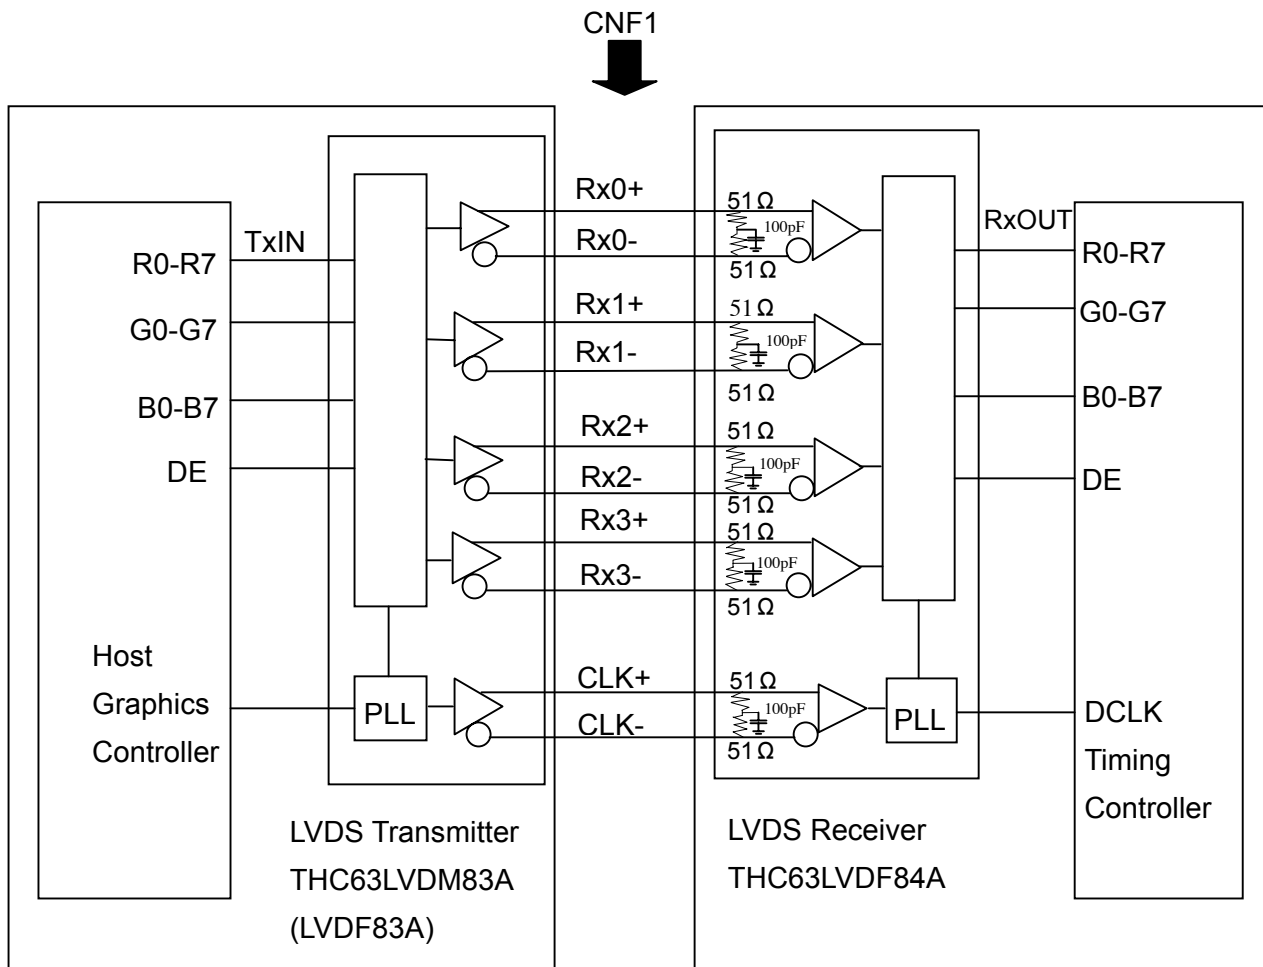 CNF1
TxIN
R0-R7
G0-G7
B0-B7
DE
Host
Graphics
Controller
PLL
LVDS Transmitter
THC63LVDM83A
(LVDF83A)
Rx0+
Rx0-
Rx1+
Rx1-
Rx2+
Rx2-
Rx3+
Rx3-
CLK+
CLK-
51Ω
100pF
51Ω
51Ω
100pF
51Ω
51Ω
100pF
51Ω
51Ω
100pF
51Ω
51Ω
100pF
51Ω
PLL
LVDS Receiver
THC63LVDF84A
RxOUT
R0-R7
G0-G7
B0-B7
DE
DCLK
Timing
Controller